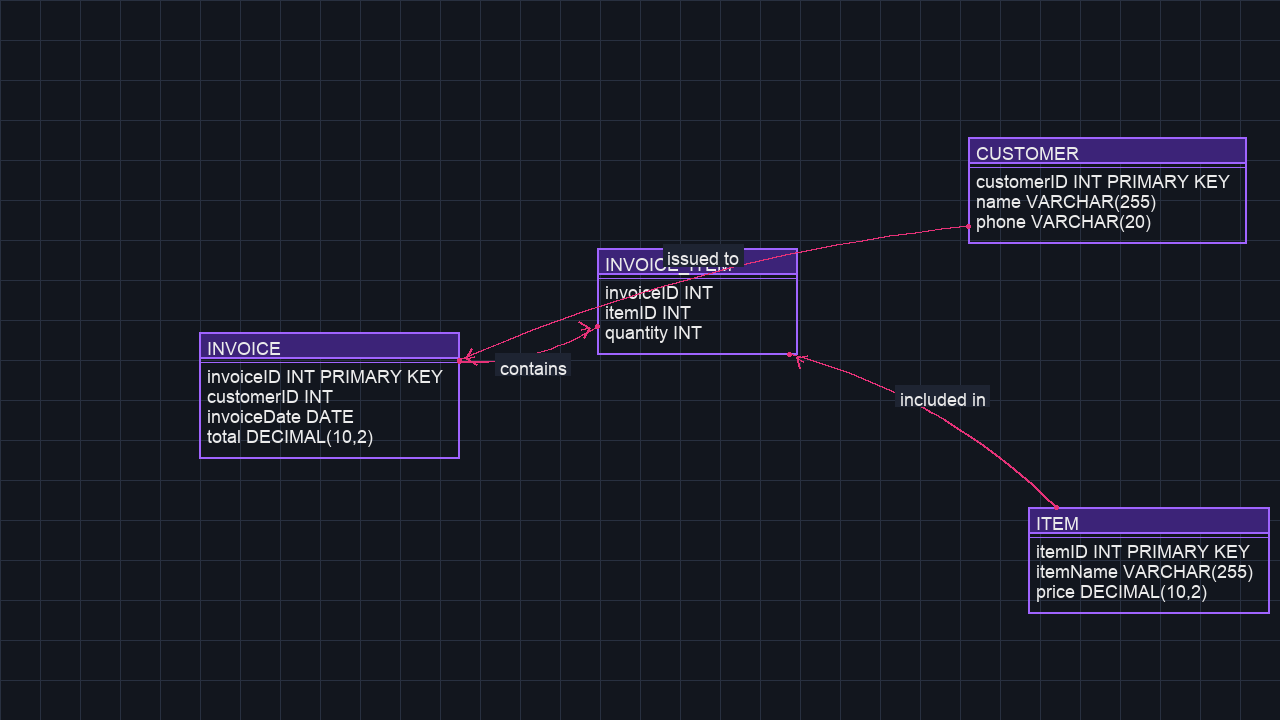 CUSTOMER
customerID INT PRIMARY KEY
name VARCHAR(255)
phone VARCHAR(20)
issued to
INVOICE_ITEM
invoiceID INT
itemID INT
quantity INT
INVOICE
invoiceID INT PRIMARY KEY
customerID INT
invoiceDate DATE
total DECIMAL(10,2)
contains
included in
ITEM
itemID INT PRIMARY KEY
itemName VARCHAR(255)
price DECIMAL(10,2)